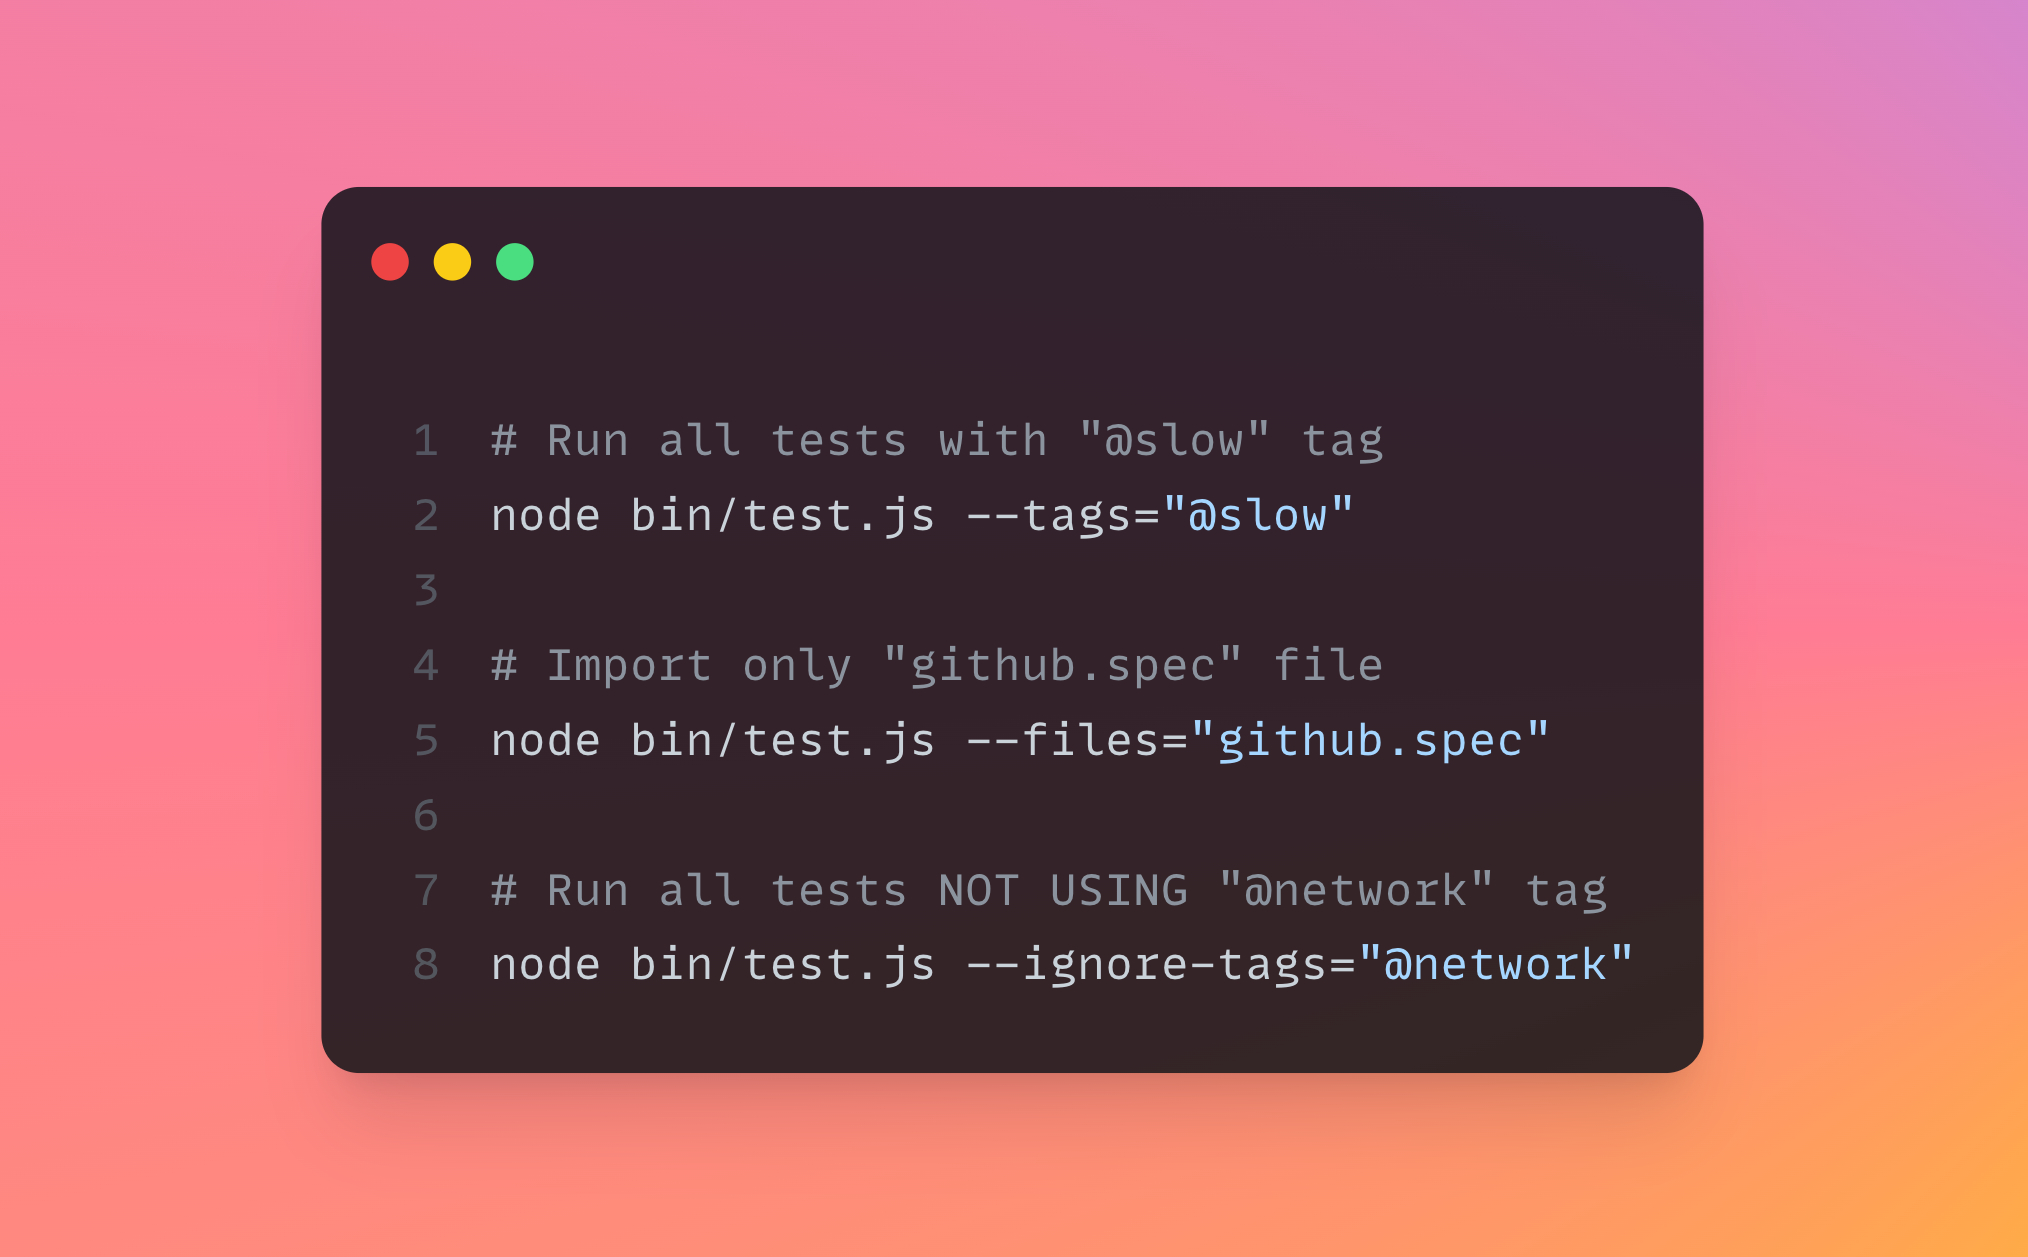 1 # Run all tests with "@slow" tag
2 node bin/test.js --tags="@slow"
3
4 # Import only "github.spec" file
5 node bin/test.js --files="github.spec"
6
7 # Run all tests NOT USING "@network" tag
8 node bin/test.js --ignore-tags="@network"